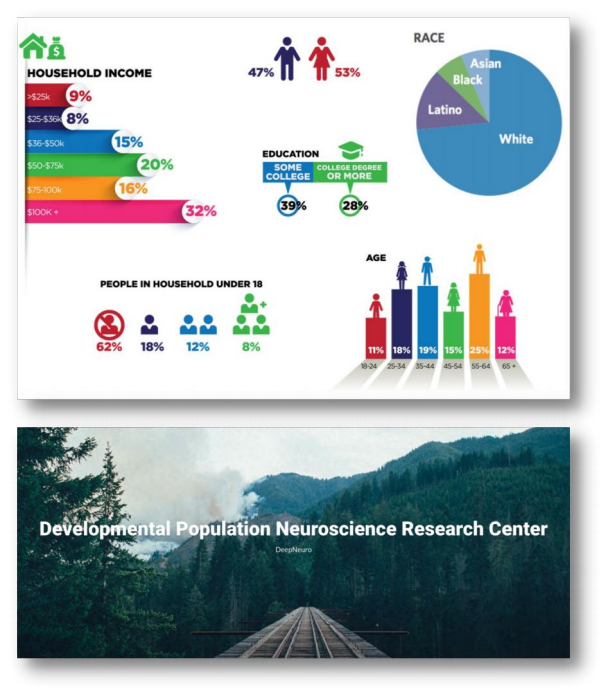 HOUSEHOLD INCOME
>$25k 9%
$25-$36k 8%
$36-$50k 15%
$50-$75k 20%
$75-100k 16%
$100K + 32%
47% 53%
RACE
Asian
Black
Latino
White
EDUCATION
SOME COLLEGE
39%
COLLEGE DEGREE OR MORE
28%
PEOPLE IN HOUSEHOLD UNDER 18
62% 18% 12% 8%
AGE
11% 18% 19% 15% 25% 12%
18-24 25-34 35-44 45-54 55-64 65 +
Developmental Population Neuroscience Research Center
DeepNeuro